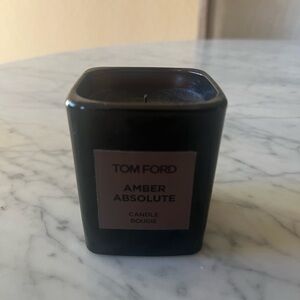 TOM FORD
AMBER
ABSOLUTE
CANDLE
BOUGIE